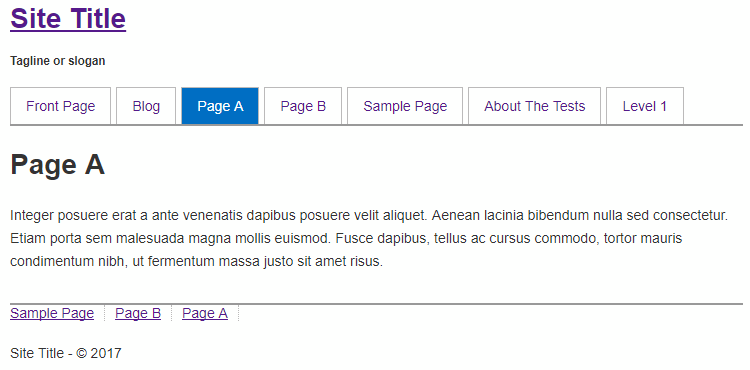 Site Title
Tagline or slogan
Front Page Blog Page A Page B Sample Page About The Tests Level 1
Page A
Integer posuere erat a ante venenatis dapibus posuere velit aliquet. Aenean lacinia bibendum nulla sed consectetur.
Etiam porta sem malesuada magna mollis euismod. Fusce dapibus, tellus ac cursus commodo, tortor mauris
condimentum nibh, ut fermentum massa justo sit amet risus.
Sample Page Page B Page A
Site Title - © 2017